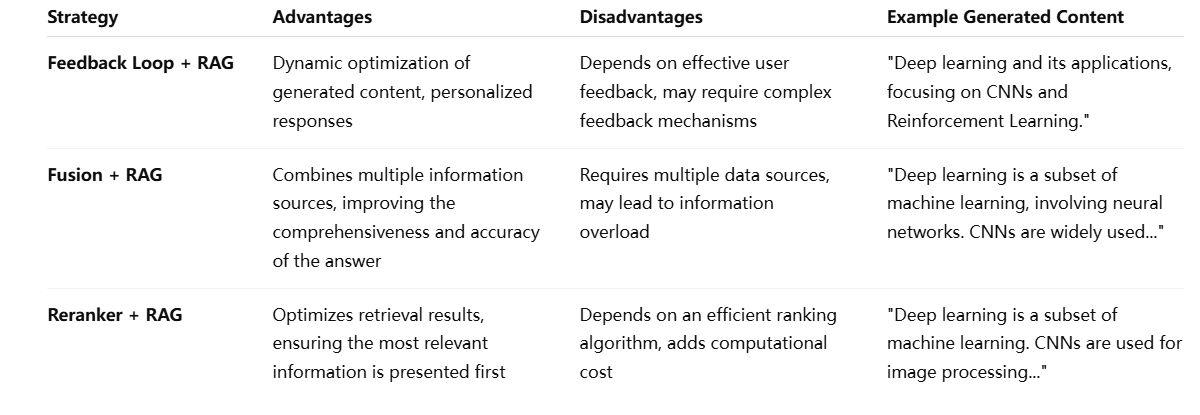 Strategy Advantages Disadvantages Example Generated Content
Feedback Loop + RAG
Dynamic optimization of
generated content, personalized
responses
Depends on effective user
feedback, may require complex
feedback mechanisms
"Deep learning and its applications,
focusing on CNNs and
Reinforcement Learning."
Fusion + RAG
Combines multiple information
sources, improving the
comprehensiveness and accuracy
of the answer
Requires multiple data sources,
may lead to information
overload
"Deep learning is a subset of
machine learning, involving neural
networks. CNNs are widely used..."
Reranker + RAG
Optimizes retrieval results,
ensuring the most relevant
information is presented first
Depends on an efficient ranking
algorithm, adds computational
cost
"Deep learning is a subset of
machine learning. CNNs are used for
image processing..."